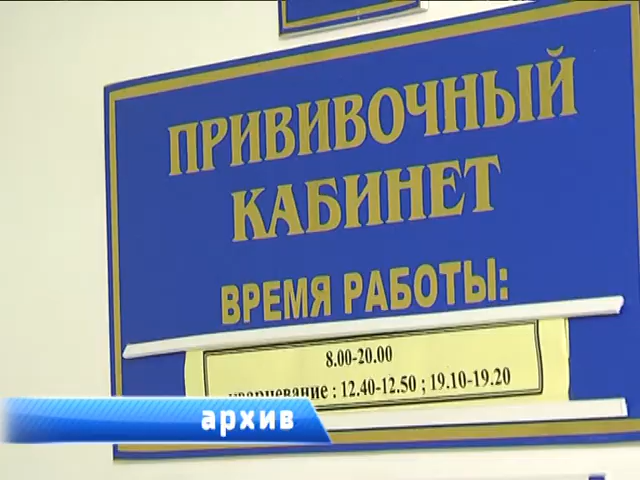 ПРИВИВОЧНЫЙ
КАБИНЕТ
ВРЕМЯ РАБОТЫ:
8.00-20.00
: 12.40-12.50 ; 19.10-19.20
архив